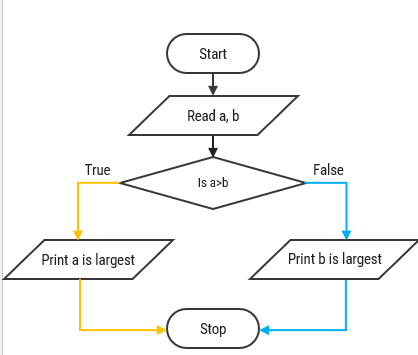 Start
Read a, b
True
False
Is a>b
Print a is largest
Print b is largest
Stop